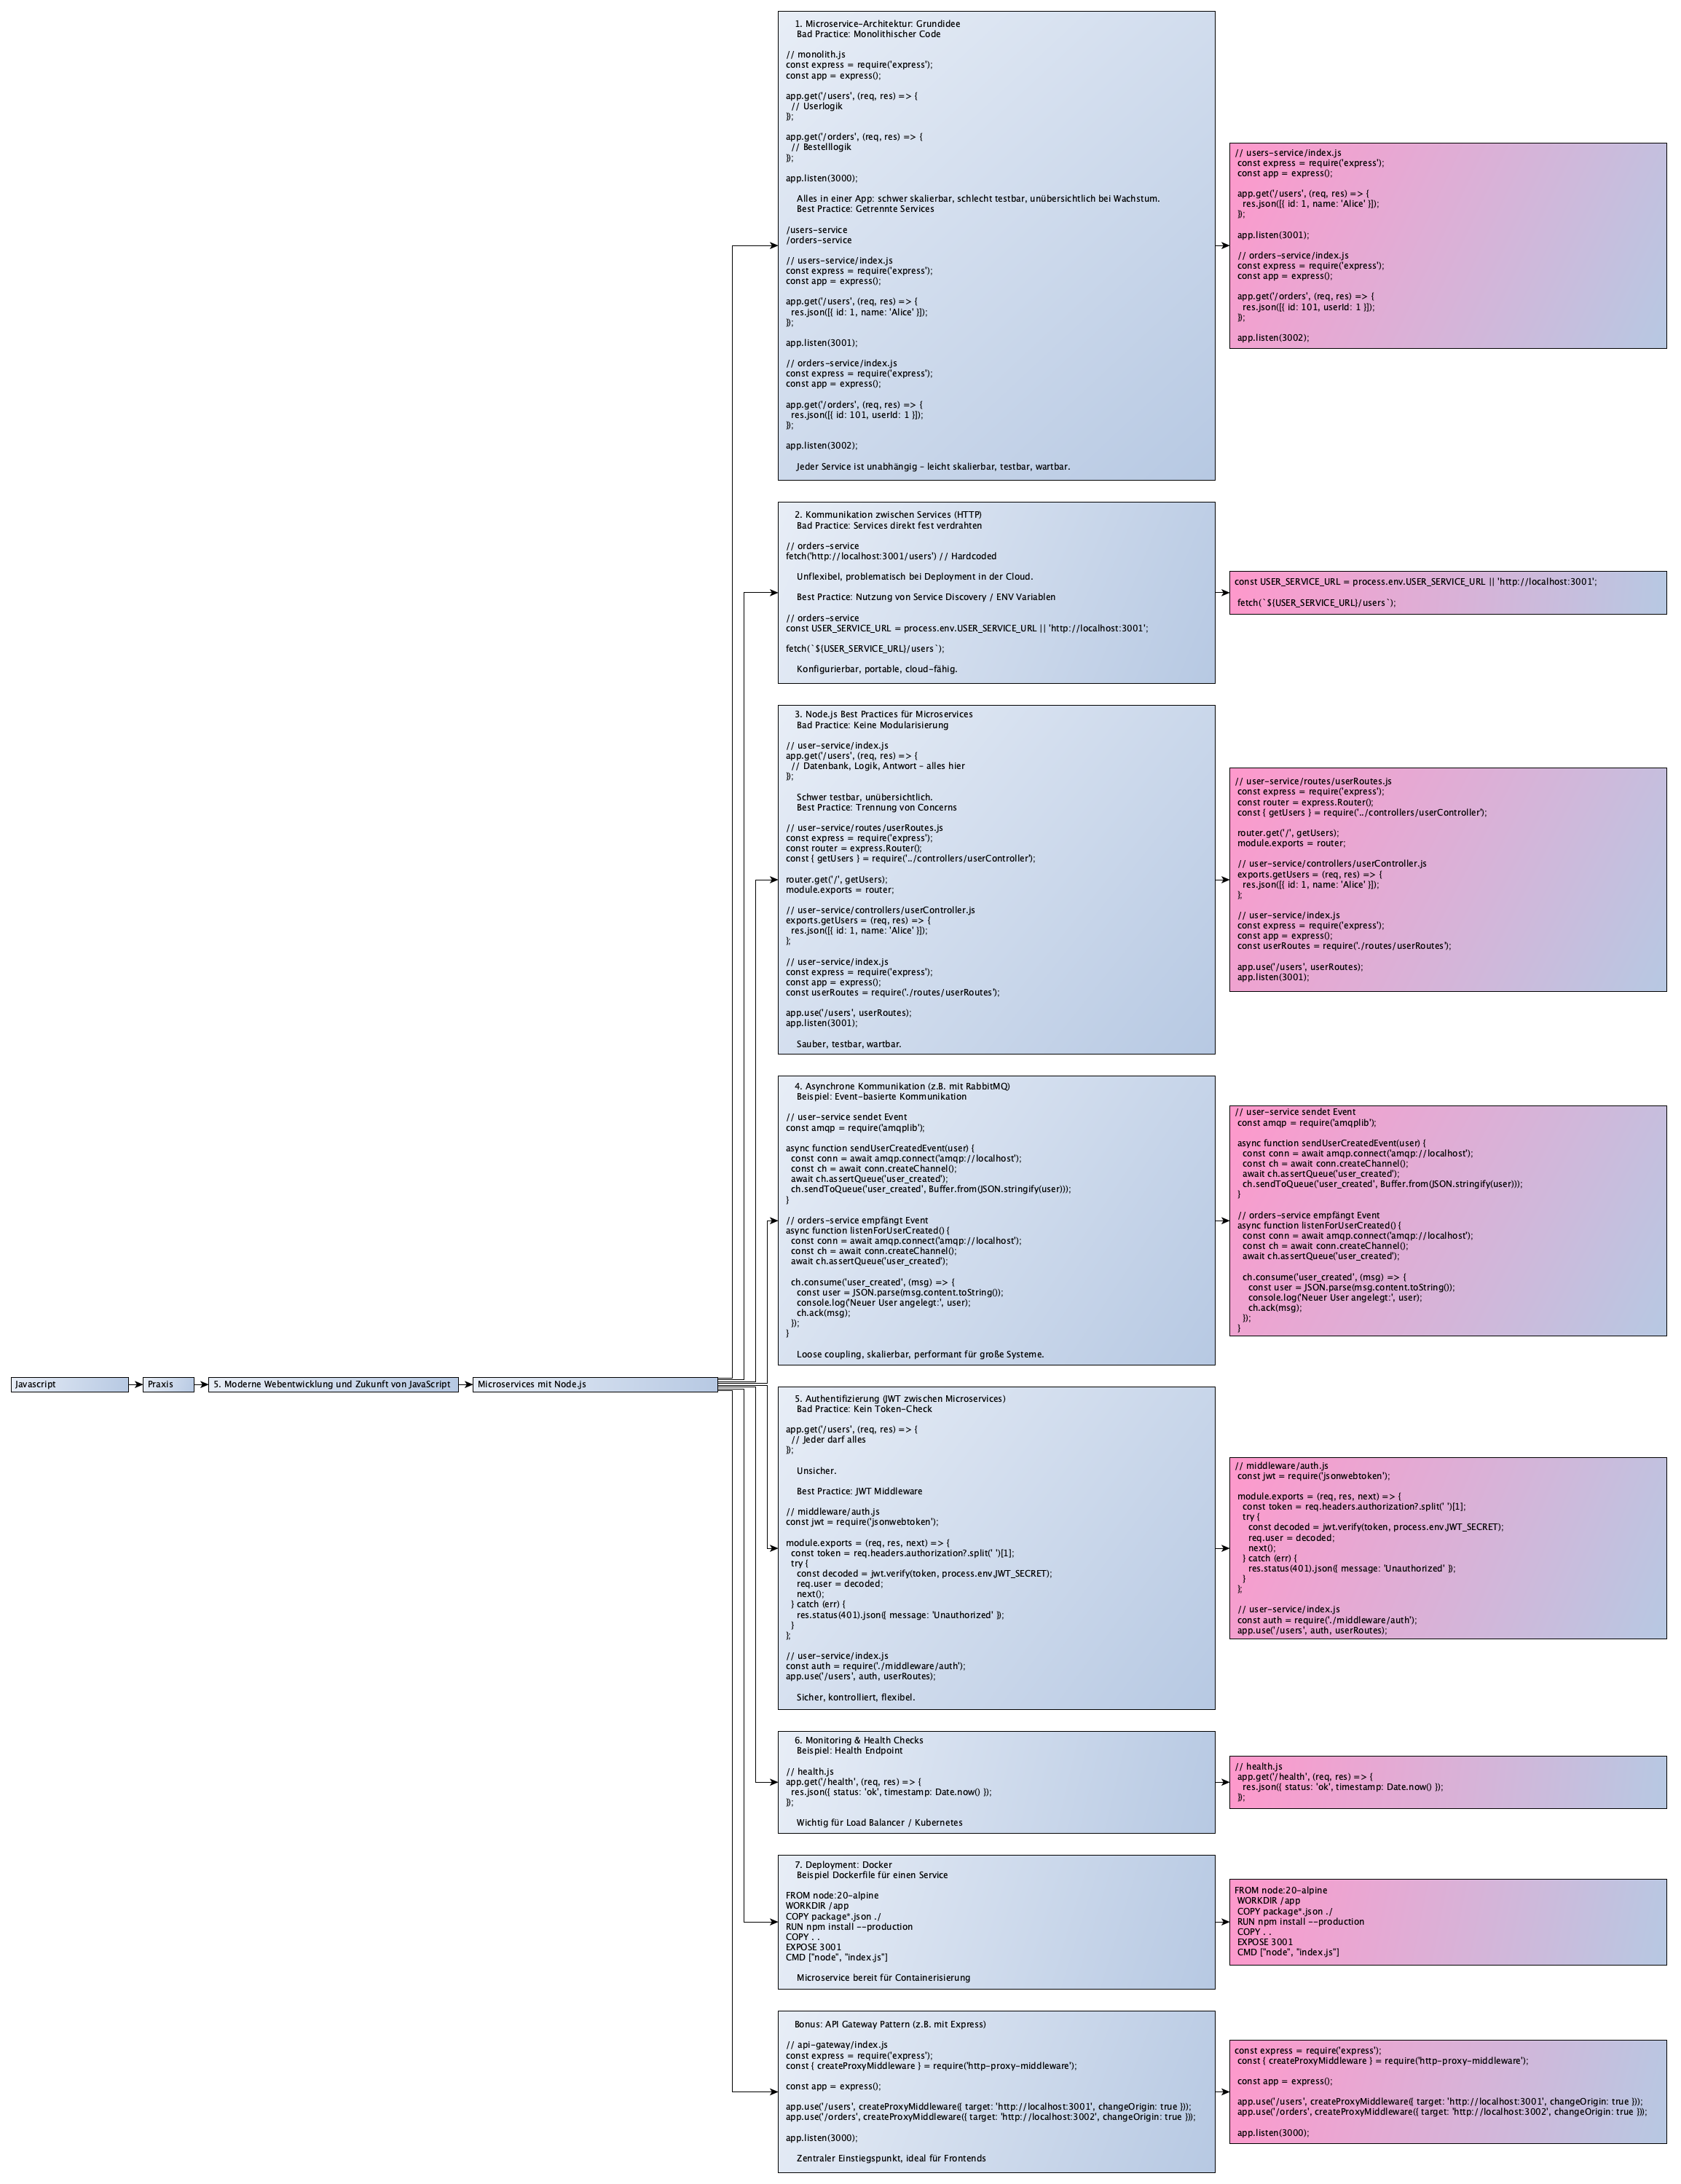 Javascript
Praxis
5. Moderne Webentwicklung und Zukunft von JavaScript
Microservices mit Node.js
1. Microservice-Architektur: Grundidee
Bad Practice: Monolithischer Code
// monolith.js
const express = require('express');
const app = express();
app.get('/users', (req, res) => {
// Userlogik
});
app.get('/orders', (req, res) => {
// Bestelllogik
});
app.listen(3000);
Alles in einer App: schwer skalierbar, schlecht testbar, unübersichtlich bei Wachstum.
Best Practice: Getrennte Services
/users-service
/orders-service
// users-service/index.js
const express = require('express');
const app = express();
app.get('/users', (req, res) => {
res.json([{ id: 1, name: 'Alice' }]);
});
app.listen(3001);
// orders-service/index.js
const express = require('express');
const app = express();
app.get('/orders', (req, res) => {
res.json([{ id: 101, userId: 1 }]);
});
app.listen(3002);
Jeder Service ist unabhängig – leicht skalierbar, testbar, wartbar.
// users-service/index.js
const express = require('express');
const app = express();
app.get('/users', (req, res) => {
res.json([{ id: 1, name: 'Alice' }]);
});
app.listen(3001);
// orders-service/index.js
const express = require('express');
const app = express();
app.get('/orders', (req, res) => {
res.json([{ id: 101, userId: 1 }]);
});
app.listen(3002);
2. Kommunikation zwischen Services (HTTP)
Bad Practice: Services direkt fest verdrahten
// orders-service
fetch('http://localhost:3001/users') // Hardcoded
Unflexibel, problematisch bei Deployment in der Cloud.
Best Practice: Nutzung von Service Discovery / ENV Variablen
// orders-service
const USER_SERVICE_URL = process.env.USER_SERVICE_URL || 'http://localhost:3001';
fetch(`${USER_SERVICE_URL}/users`);
Konfigurierbar, portable, cloud-fähig.
const USER_SERVICE_URL = process.env.USER_SERVICE_URL || 'http://localhost:3001';
fetch(`${USER_SERVICE_URL}/users`);
3. Node.js Best Practices für Microservices
Bad Practice: Keine Modularisierung
// user-service/index.js
app.get('/users', (req, res) => {
// Datenbank, Logik, Antwort – alles hier
});
Schwer testbar, unübersichtlich.
Best Practice: Trennung von Concerns
// user-service/routes/userRoutes.js
const express = require('express');
const router = express.Router();
const { getUsers } = require('../controllers/userController');
router.get('/', getUsers);
module.exports = router;
// user-service/controllers/userController.js
exports.getUsers = (req, res) => {
res.json([{ id: 1, name: 'Alice' }]);
};
// user-service/index.js
const express = require('express');
const app = express();
const userRoutes = require('./routes/userRoutes');
app.use('/users', userRoutes);
app.listen(3001);
Sauber, testbar, wartbar.
// user-service/routes/userRoutes.js
const express = require('express');
const router = express.Router();
const { getUsers } = require('../controllers/userController');
router.get('/', getUsers);
module.exports = router;
// user-service/controllers/userController.js
exports.getUsers = (req, res) => {
res.json([{ id: 1, name: 'Alice' }]);
};
// user-service/index.js
const express = require('express');
const app = express();
const userRoutes = require('./routes/userRoutes');
app.use('/users', userRoutes);
app.listen(3001);
4. Asynchrone Kommunikation (z.B. mit RabbitMQ)
Beispiel: Event-basierte Kommunikation
// user-service sendet Event
const amqp = require('amqplib');
async function sendUserCreatedEvent(user) {
const conn = await amqp.connect('amqp://localhost');
const ch = await conn.createChannel();
await ch.assertQueue('user_created');
ch.sendToQueue('user_created', Buffer.from(JSON.stringify(user)));
}
// orders-service empfängt Event
async function listenForUserCreated() {
const conn = await amqp.connect('amqp://localhost');
const ch = await conn.createChannel();
await ch.assertQueue('user_created');
ch.consume('user_created', (msg) => {
const user = JSON.parse(msg.content.toString());
console.log('Neuer User angelegt:', user);
ch.ack(msg);
});
}
Loose coupling, skalierbar, performant für große Systeme.
// user-service sendet Event
const amqp = require('amqplib');
async function sendUserCreatedEvent(user) {
const conn = await amqp.connect('amqp://localhost');
const ch = await conn.createChannel();
await ch.assertQueue('user_created');
ch.sendToQueue('user_created', Buffer.from(JSON.stringify(user)));
}
// orders-service empfängt Event
async function listenForUserCreated() {
const conn = await amqp.connect('amqp://localhost');
const ch = await conn.createChannel();
await ch.assertQueue('user_created');
ch.consume('user_created', (msg) => {
const user = JSON.parse(msg.content.toString());
console.log('Neuer User angelegt:', user);
ch.ack(msg);
});
}
5. Authentifizierung (JWT zwischen Microservices)
Bad Practice: Kein Token-Check
app.get('/users', (req, res) => {
// Jeder darf alles
});
Unsicher.
Best Practice: JWT Middleware
// middleware/auth.js
const jwt = require('jsonwebtoken');
module.exports = (req, res, next) => {
const token = req.headers.authorization?.split(' ')[1];
try {
const decoded = jwt.verify(token, process.env.JWT_SECRET);
req.user = decoded;
next();
} catch (err) {
res.status(401).json({ message: 'Unauthorized' });
}
};
// user-service/index.js
const auth = require('./middleware/auth');
app.use('/users', auth, userRoutes);
Sicher, kontrolliert, flexibel.
// middleware/auth.js
const jwt = require('jsonwebtoken');
module.exports = (req, res, next) => {
const token = req.headers.authorization?.split(' ')[1];
try {
const decoded = jwt.verify(token, process.env.JWT_SECRET);
req.user = decoded;
next();
} catch (err) {
res.status(401).json({ message: 'Unauthorized' });
}
};
// user-service/index.js
const auth = require('./middleware/auth');
app.use('/users', auth, userRoutes);
6. Monitoring & Health Checks
Beispiel: Health Endpoint
// health.js
app.get('/health', (req, res) => {
res.json({ status: 'ok', timestamp: Date.now() });
});
Wichtig für Load Balancer / Kubernetes
// health.js
app.get('/health', (req, res) => {
res.json({ status: 'ok', timestamp: Date.now() });
});
7. Deployment: Docker
Beispiel Dockerfile für einen Service
FROM node:20-alpine
WORKDIR /app
COPY package*.json ./
RUN npm install --production
COPY . .
EXPOSE 3001
CMD ["node", "index.js"]
Microservice bereit für Containerisierung
FROM node:20-alpine
WORKDIR /app
COPY package*.json ./
RUN npm install --production
COPY . .
EXPOSE 3001
CMD ["node", "index.js"]
Bonus: API Gateway Pattern (z.B. mit Express)
// api-gateway/index.js
const express = require('express');
const { createProxyMiddleware } = require('http-proxy-middleware');
const app = express();
app.use('/users', createProxyMiddleware({ target: 'http://localhost:3001', changeOrigin: true }));
app.use('/orders', createProxyMiddleware({ target: 'http://localhost:3002', changeOrigin: true }));
app.listen(3000);
Zentraler Einstiegspunkt, ideal für Frontends
const express = require('express');
const { createProxyMiddleware } = require('http-proxy-middleware');
const app = express();
app.use('/users', createProxyMiddleware({ target: 'http://localhost:3001', changeOrigin: true }));
app.use('/orders', createProxyMiddleware({ target: 'http://localhost:3002', changeOrigin: true }));
app.listen(3000);